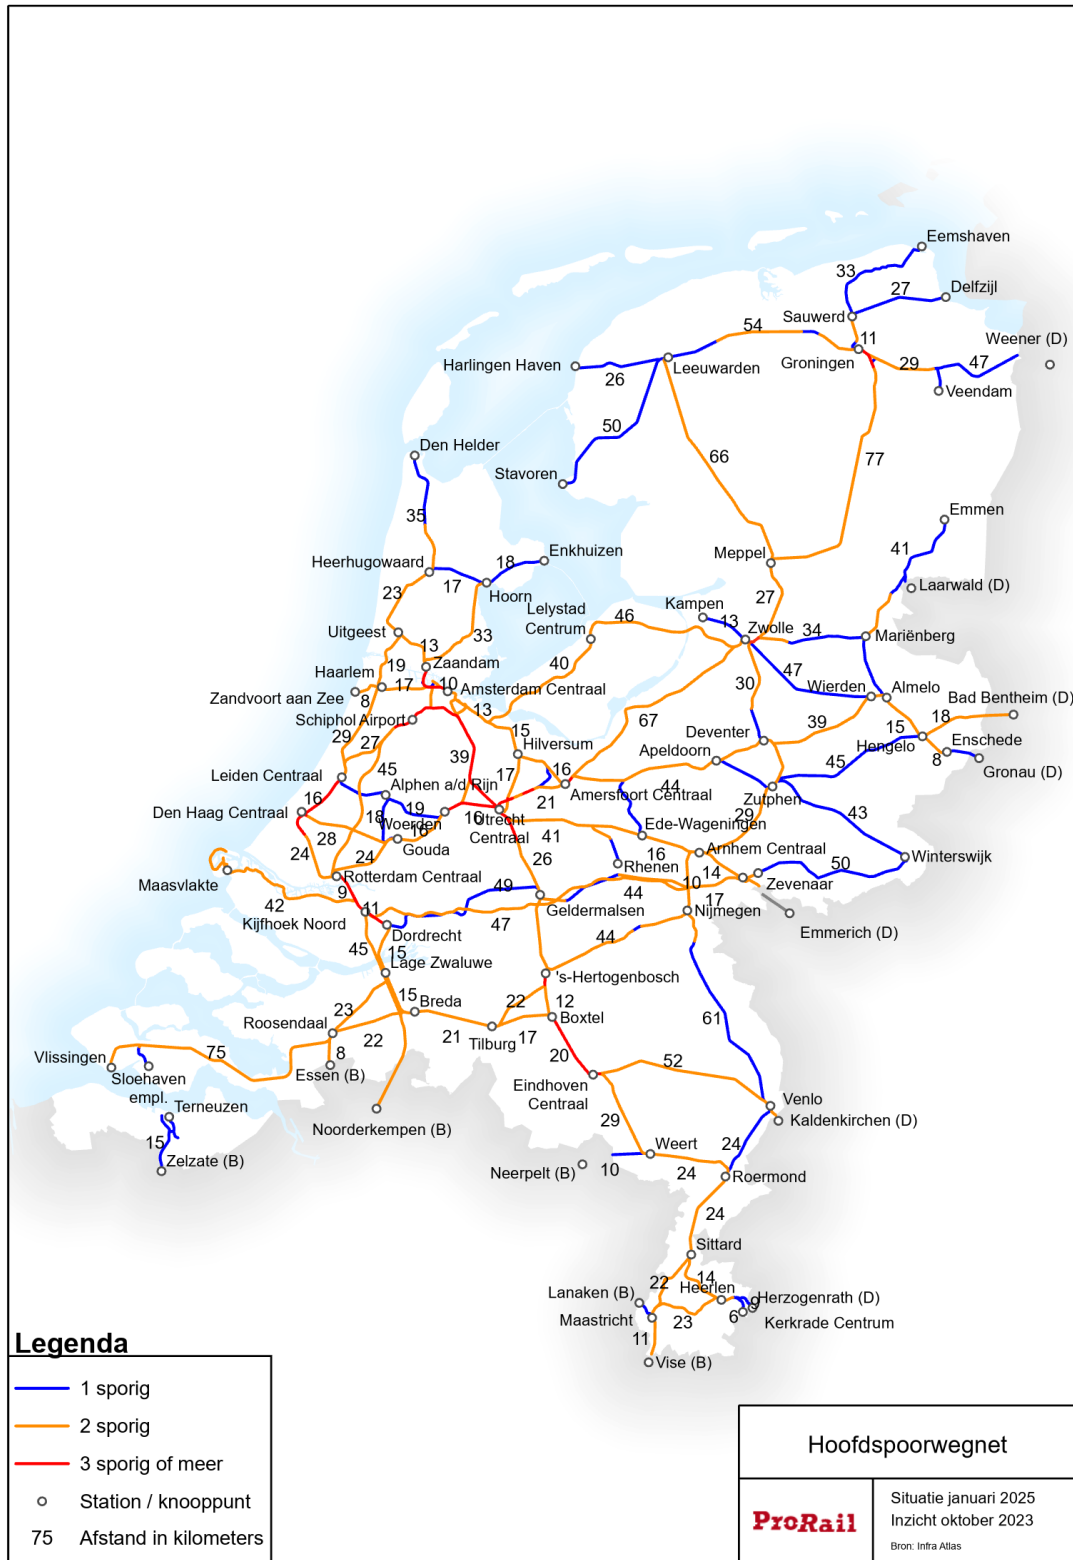 Eemshaven
33
27
Delfzijl
Sauwerd
54
11
Weener (D)
Harlingen Haven
Leeuwarden
Groningen
29
47
26
Veendam
50
Den Helder
66
77
Stavoren
35
Emmen
Enkhuizen
41
Heerhugowaard
18
Meppel
17
Hoorn
Laarwald (D)
23
27
Lelystad
Centrum
46
Kampen
13
Uitgeest
33
Zwolle
34
Mariënberg
13
Zaandam
40
19
Haarlem
17
10
Amsterdam Centraal
47
Wierden
Almelo
Zandvoort aan Zee
8
30
Bad Bentheim (D)
Schiphol Airport
13
67
39
15
18
29
27
15
Hilversum
Deventer
Hengelo
Enschede
39
Apeldoorn
8
Gronau (D)
Leiden Centraal
45
Alphen a/d Rijn
17
16
45
44
16
19
21
Amersfoort Centraal
Zutphen
Den Haag Centraal
18
Woerden
16
Utrecht
Centraal
43
28
16
41
Ede-Wageningen
29
Gouda
16
Arnhem Centraal
24
24
26
Rhenen
50
Winterswijk
Maasvlakte
Rotterdam Centraal
14
Zevenaar
9
49
44
10
42
Geldermalsen
17
11
Kijfhoek Noord
47
Nijmegen
Dordrecht
44
Emmerich (D)
45
15
Lage Zwaluwe
's-Hertogenbosch
15
Breda
22
12
23
Boxtel
61
Roosendaal
22
21
Tilburg
17
Vlissingen
75
8
20
52
Sloehaven
empl.
Essen (B)
Eindhoven
Centraal
Terneuzen
Venlo
Noorderkempen (B)
29
Kaldenkirchen (D)
15
Weert
24
Zelzate (B)
Neerpelt (B)
10
24
Roermond
24
Sittard
22
14
Lanaken (B)
Heerlen
Herzogenrath (D)
9
Maastricht
23
6
Kerkrade Centrum
11
Vise (B)
Legenda
1 sporig
2 sporig
3 sporig of meer
Station / knooppunt
75 Afstand in kilometers
Hoofdspoorwegnet
ProRail
Situatie januari 2025
Inzicht oktober 2023
Bron: Infra Atlas